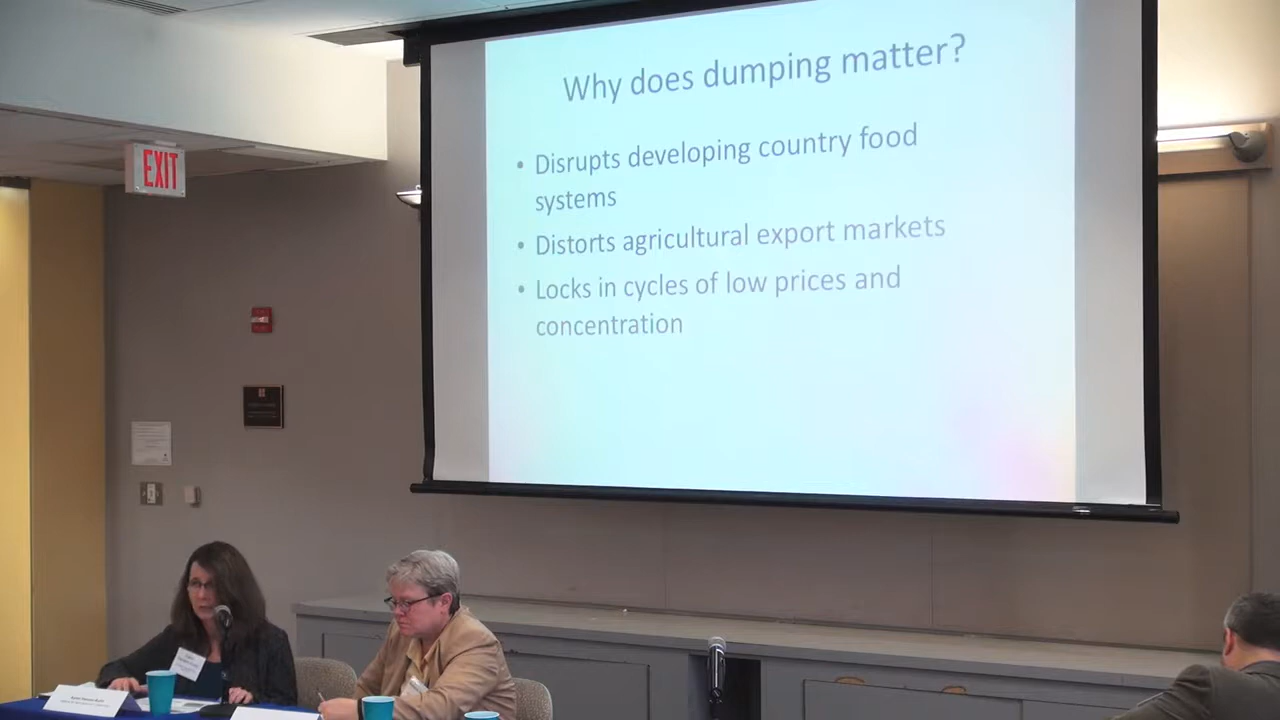 Why does dumping matter?
EXIT
• Disrupts developing country food
systems
• Distorts agricultural export markets
• Locks in cycles of low prices and
concentration